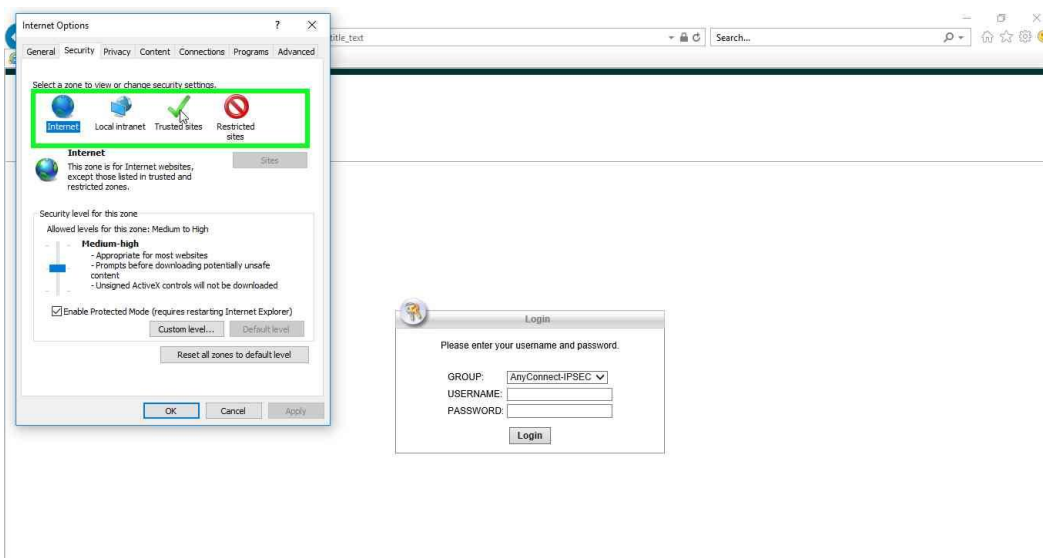 Internet Options
?
title_text
Search...
General Security Privacy Content Connections Programs Advanced
Select a zone to view or change security settings.
Internet
Local intranet
Trusted sites
Restricted
sites
Internet
This zone is for Internet websites,
except those listed in trusted and
restricted zones.
Sites
Security level for this zone
Allowed levels for this zone: Medium to High
Medium-high
- Appropriate for most websites
- Prompts before downloading potentially unsafe
content
- Unsigned ActiveX controls will not be downloaded
Enable Protected Mode (requires restarting Internet Explorer)
Custom level...
Default level
Reset all zones to default level
OK
Cancel
Apply
Login
Please enter your username and password.
GROUP: AnyConnect-IPSEC
USERNAME:
PASSWORD:
Login